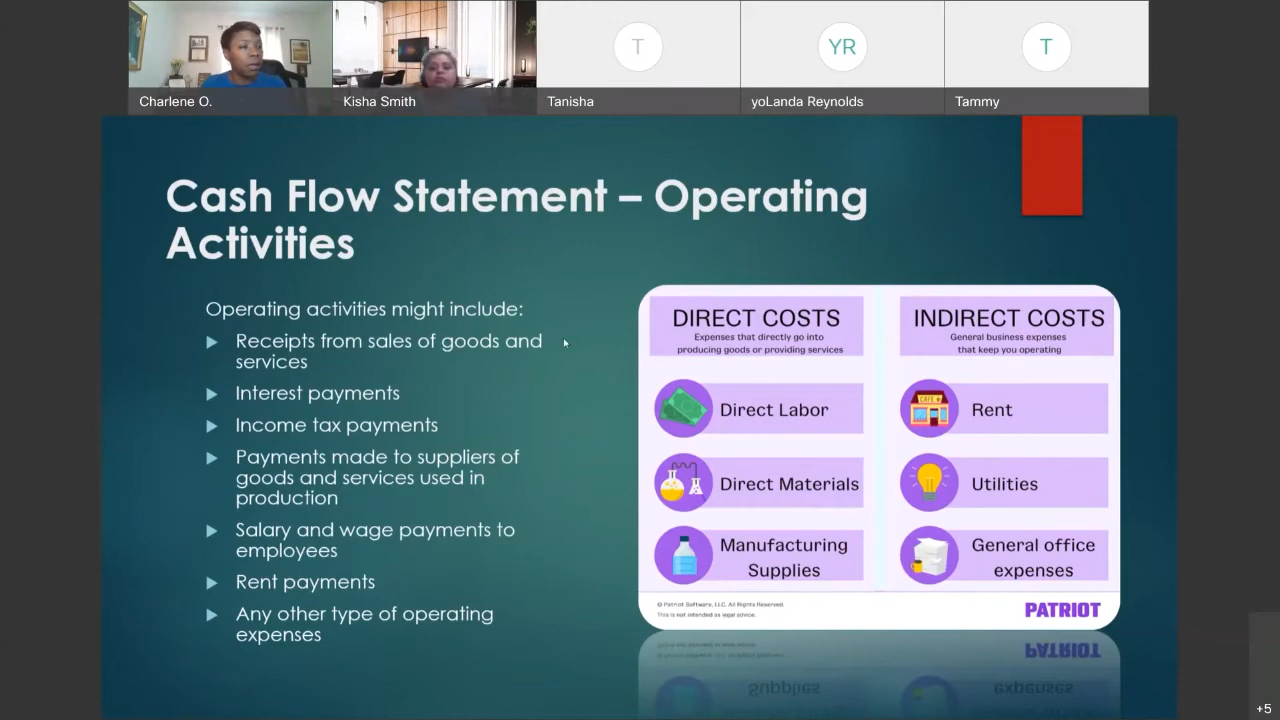 T
YR
T
Charlene O.
Kisha Smith
Tanisha
yoLanda Reynolds
Tammy
Cash Flow Statement – Operating
Activities
Operating activities might include:
Receipts from sales of goods and
services
Interest payments
Income tax payments
Payments made to suppliers of
goods and services used in
production
Salary and wage payments to
employees
Rent payments
Any other type of operating
expenses
DIRECT COSTS
Expenses that directly go into
producing goods or providing services
Direct Labor
Direct Materials
Manufacturing
Supplies
INDIRECT COSTS
General business expenses
that keep you operating
CAFE
Rent
Utilities
General office
expenses
© Patriot Software, LLC. All Rights Reserved.
This is not intended as legal advice.
PATRIOT
+5